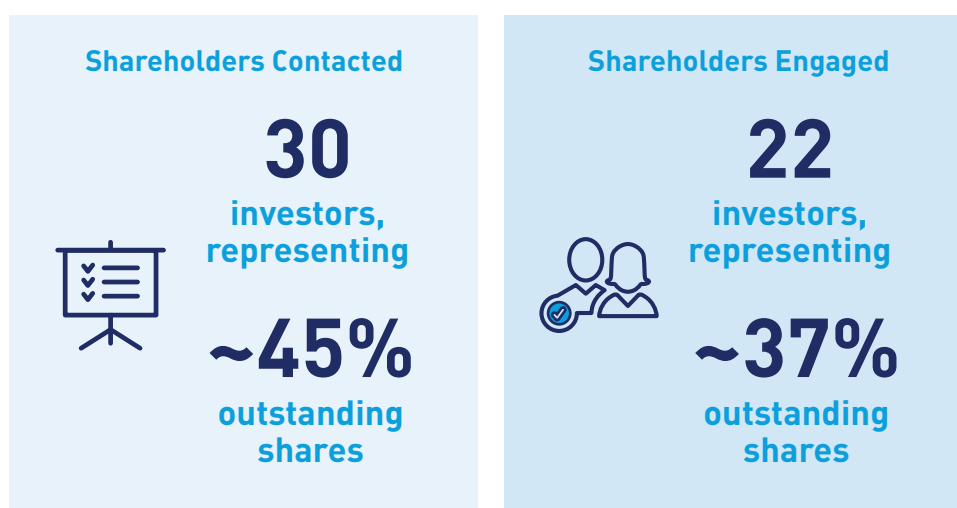 Shareholders Contacted
30
investors,
representing
~45%
outstanding
shares
Shareholders Engaged
22
investors,
representing
~37%
outstanding
shares